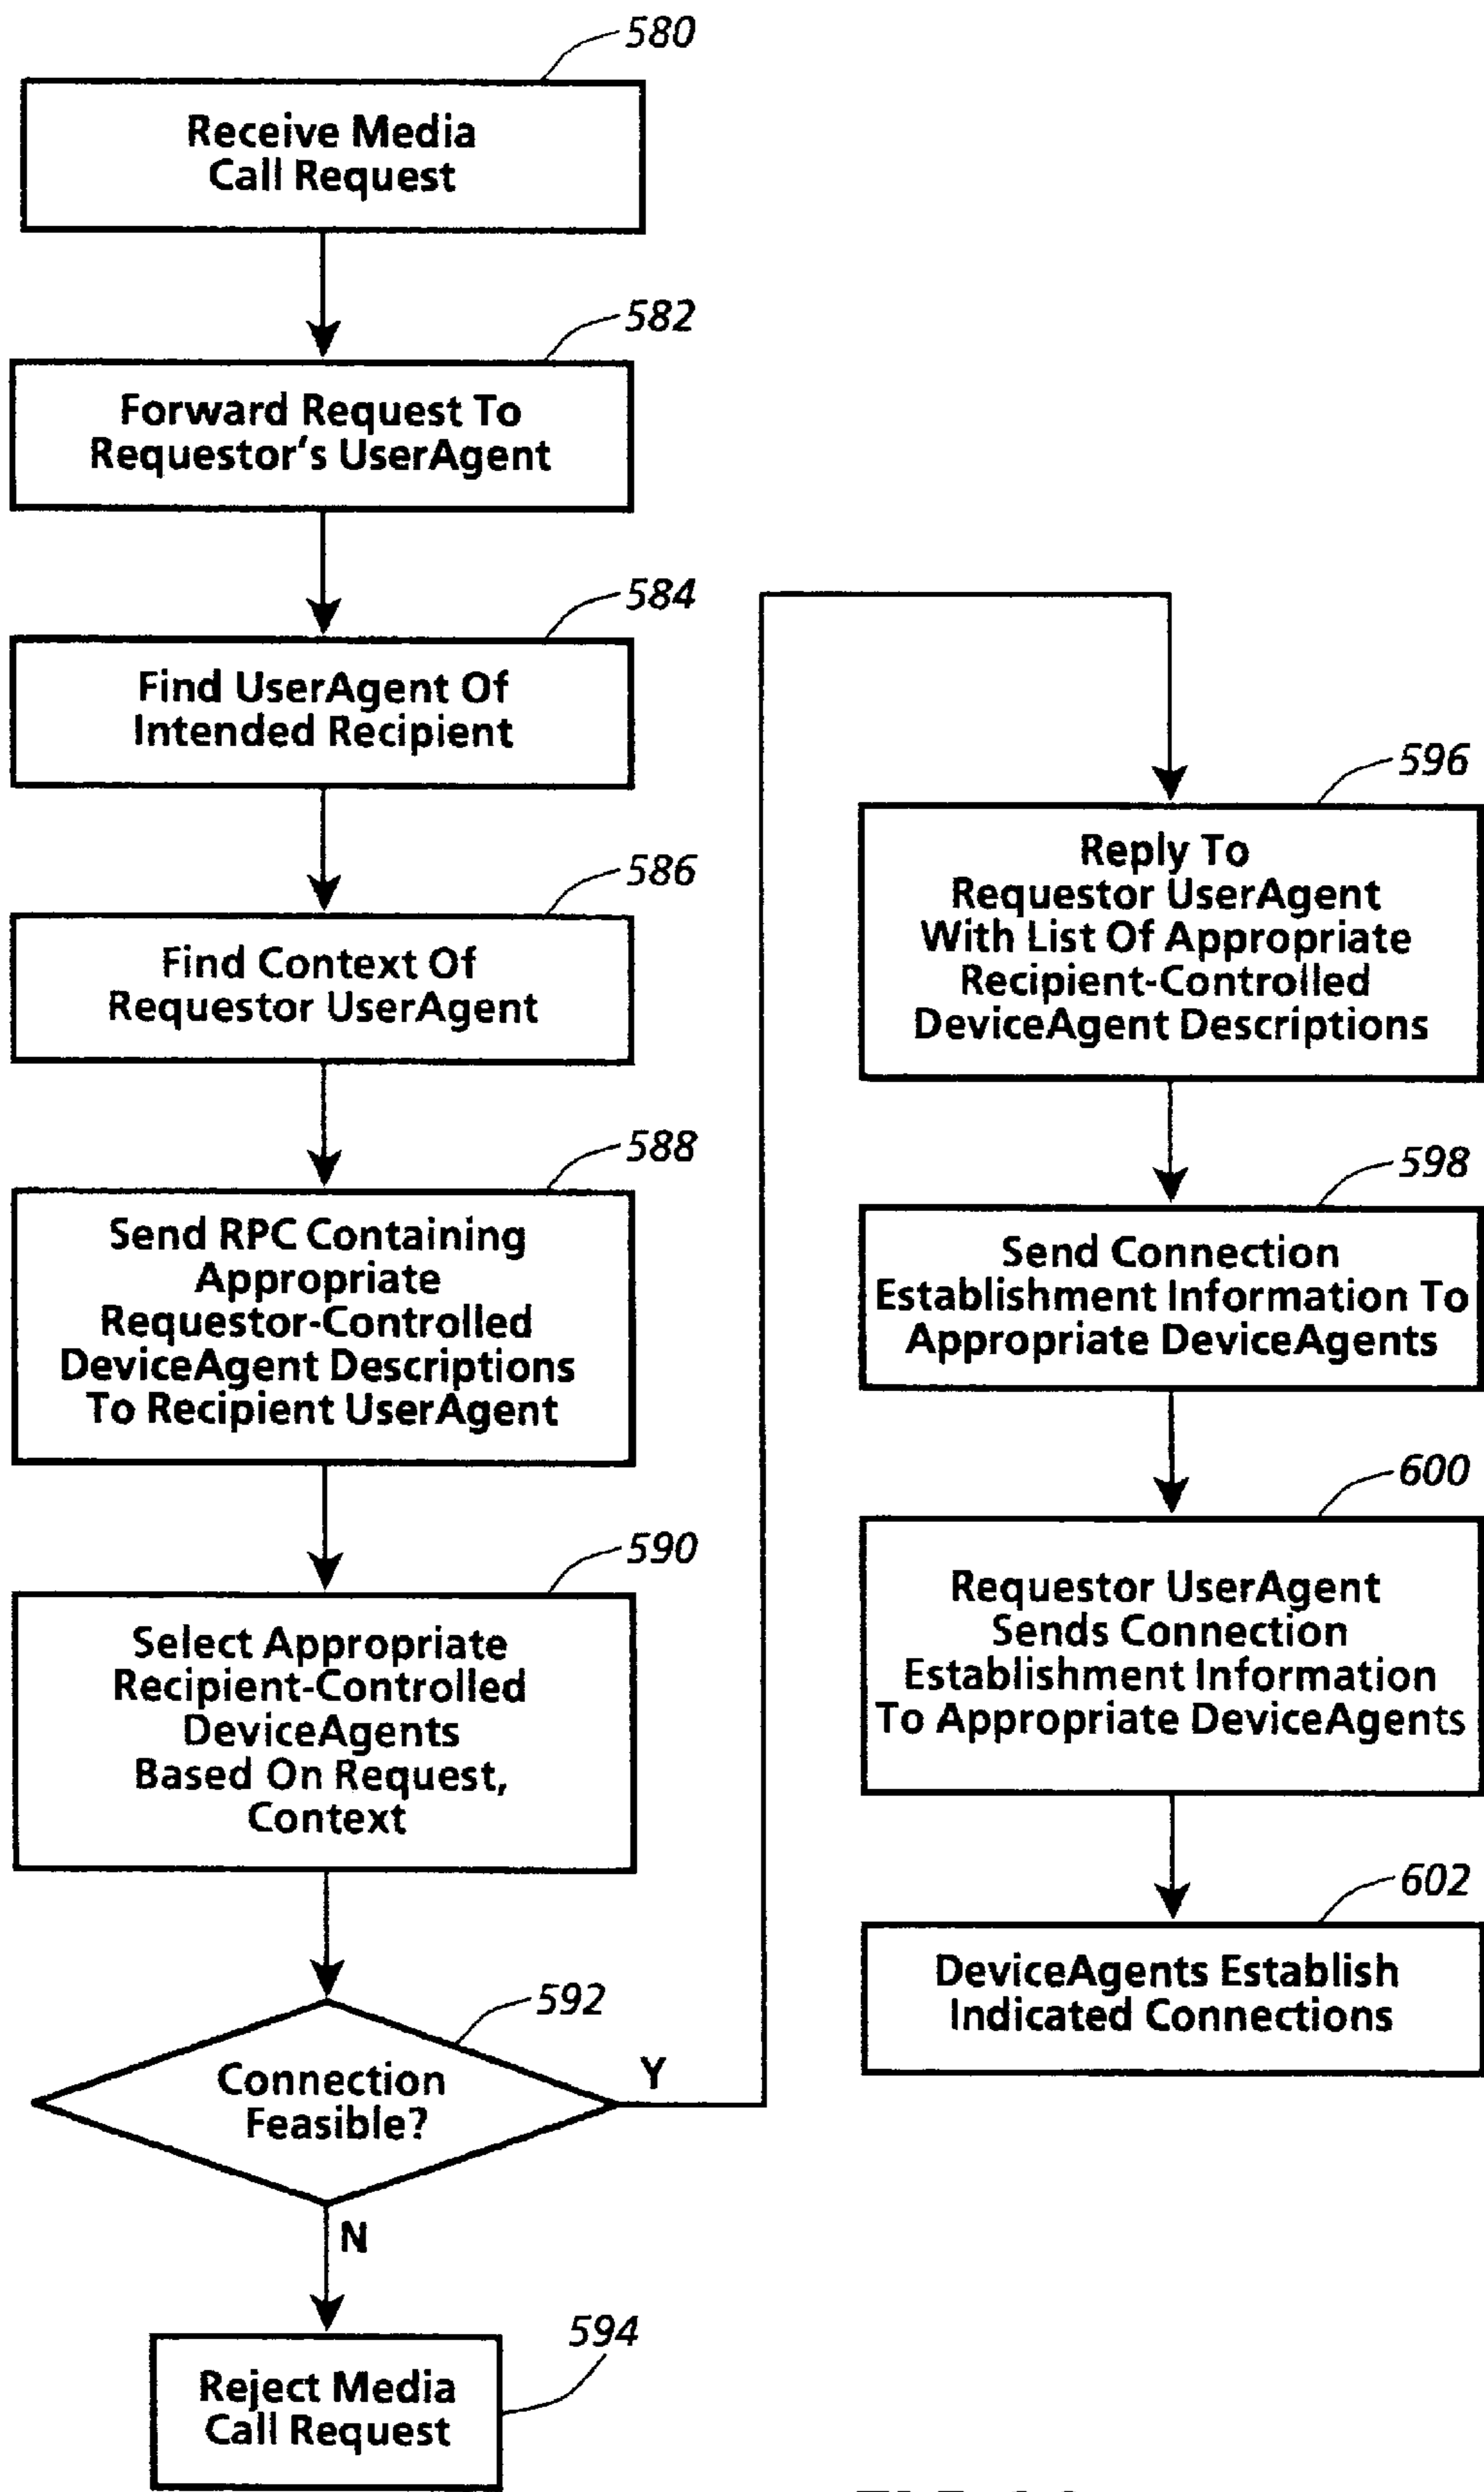 580
Receive Media
Call Request
582
Forward Request To
Requestor's UserAgent
584
Find UserAgent Of
Intended Recipient
586
Find Context Of
Requestor UserAgent
588
Send RPC Containing
Appropriate
Requestor-Controlled
DeviceAgent Descriptions
To Recipient UserAgent
590
Select Appropriate
Recipient-Controlled
DeviceAgents
Based On Request,
Context
592
Connection
Feasible?
Y
N
594
Reject Media
Call Request
596
Reply To
Requestor UserAgent
With List Of Appropriate
Recipient-Controlled
DeviceAgent Descriptions
598
Send Connection
Establishment Information To
Appropriate DeviceAgents
600
Requestor UserAgent
Sends Connection
Establishment Information
To Appropriate DeviceAgents
602
DeviceAgents Establish
Indicated Connections